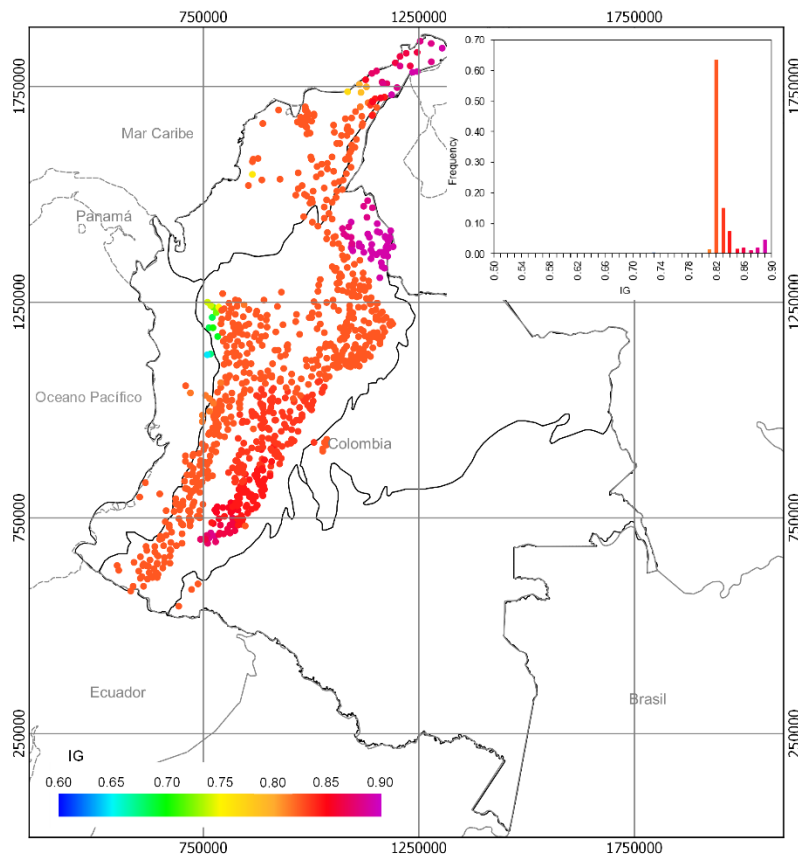 750000 1250000 1750000
1750000
1250000
750000
250000
Mar Caribe
Panamá
Oceano Pacífico
Colombia
Ecuador
Brasil
0.70
0.60
0.50
0.40
0.30
0.20
0.10
0.00
Frequency
0.50 0.54 0.58 0.62 0.66 0.70 0.74 0.78 0.82 0.86 0.90
IG
1750000
1250000
750000
250000
IG
0.60 0.65 0.70 0.75 0.80 0.85 0.90
750000 1250000 1750000